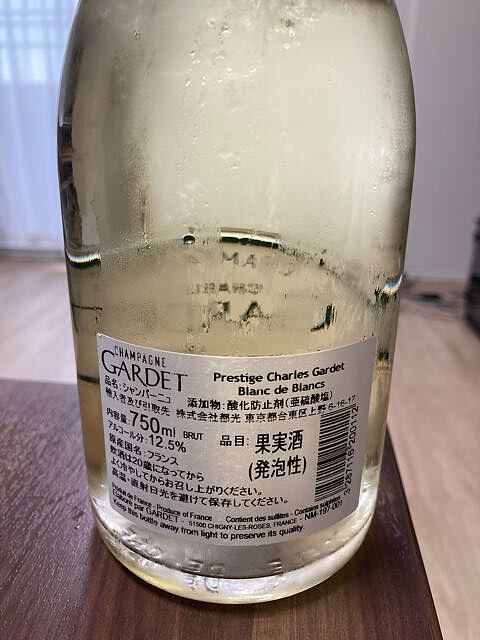 CHAMPAGNE
GARDET
Prestige Charles Gardet
Blanc de Blancs
品名:シャンパーニュ
添加物:酸化防止剤(亜硫酸塩)
輸入者及び引取先 株式会社都光 東京都台東区上野 6-16-17
内容量:750ml BRUT
アルコール分:12.5%
品目:果実酒
(発泡性)
原産国名:フランス
飲酒は20歳になってから
よく冷やしてからお召し上がりください。
高温・直射日光を避けて保存してください。
Produit de France, Produce of France Contient des sulfites - Contains sulphites
Elaboré par GARDET - 51500 CHIGNY-LES-ROSES, FRANCE - NM-197-001
Keep this bottle away from light to preserve its quality.